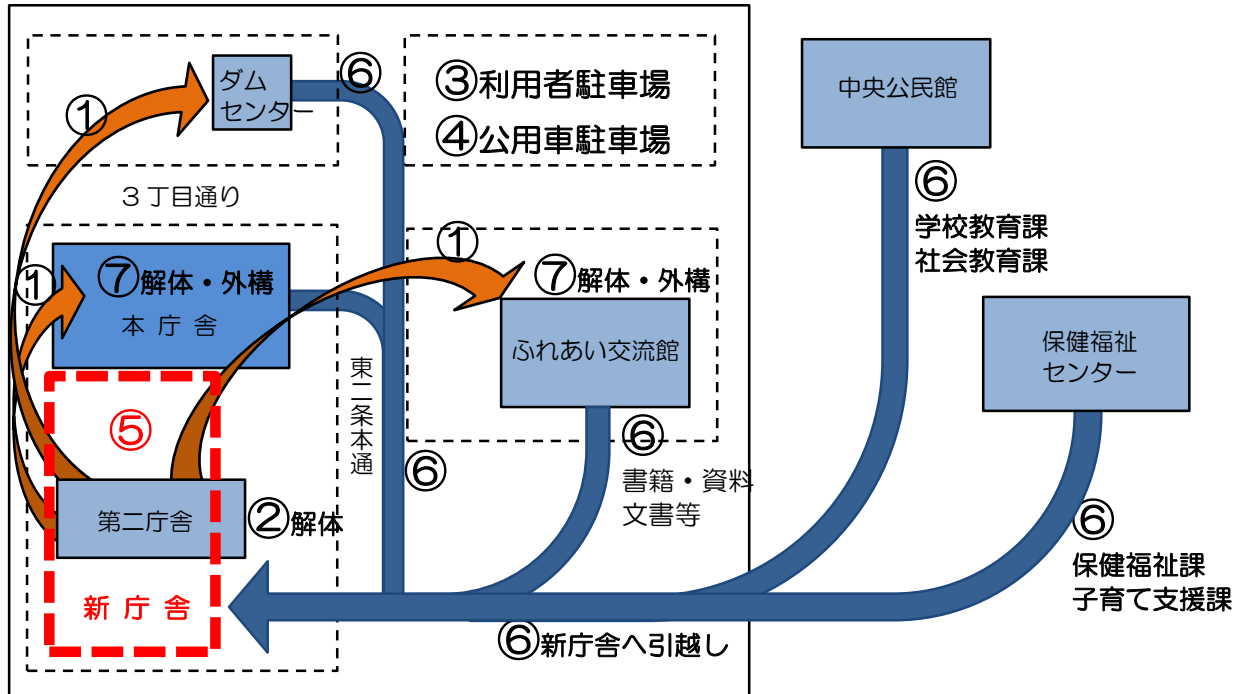 ダム
センター
⑥
③利用者駐車場
④公用車駐車場
中央公民館
①
３丁目通り
⑥
学校教育課
社会教育課
①
⑦解体・外構
本庁舎
①
⑦解体・外構
ふれあい交流館
保健福祉
センター
東二条本通
⑤
⑥
書籍・資料
文書等
⑥
第二庁舎
②解体
⑥
保健福祉課
子育て支援課
新庁舎
⑥新庁舎へ引越し